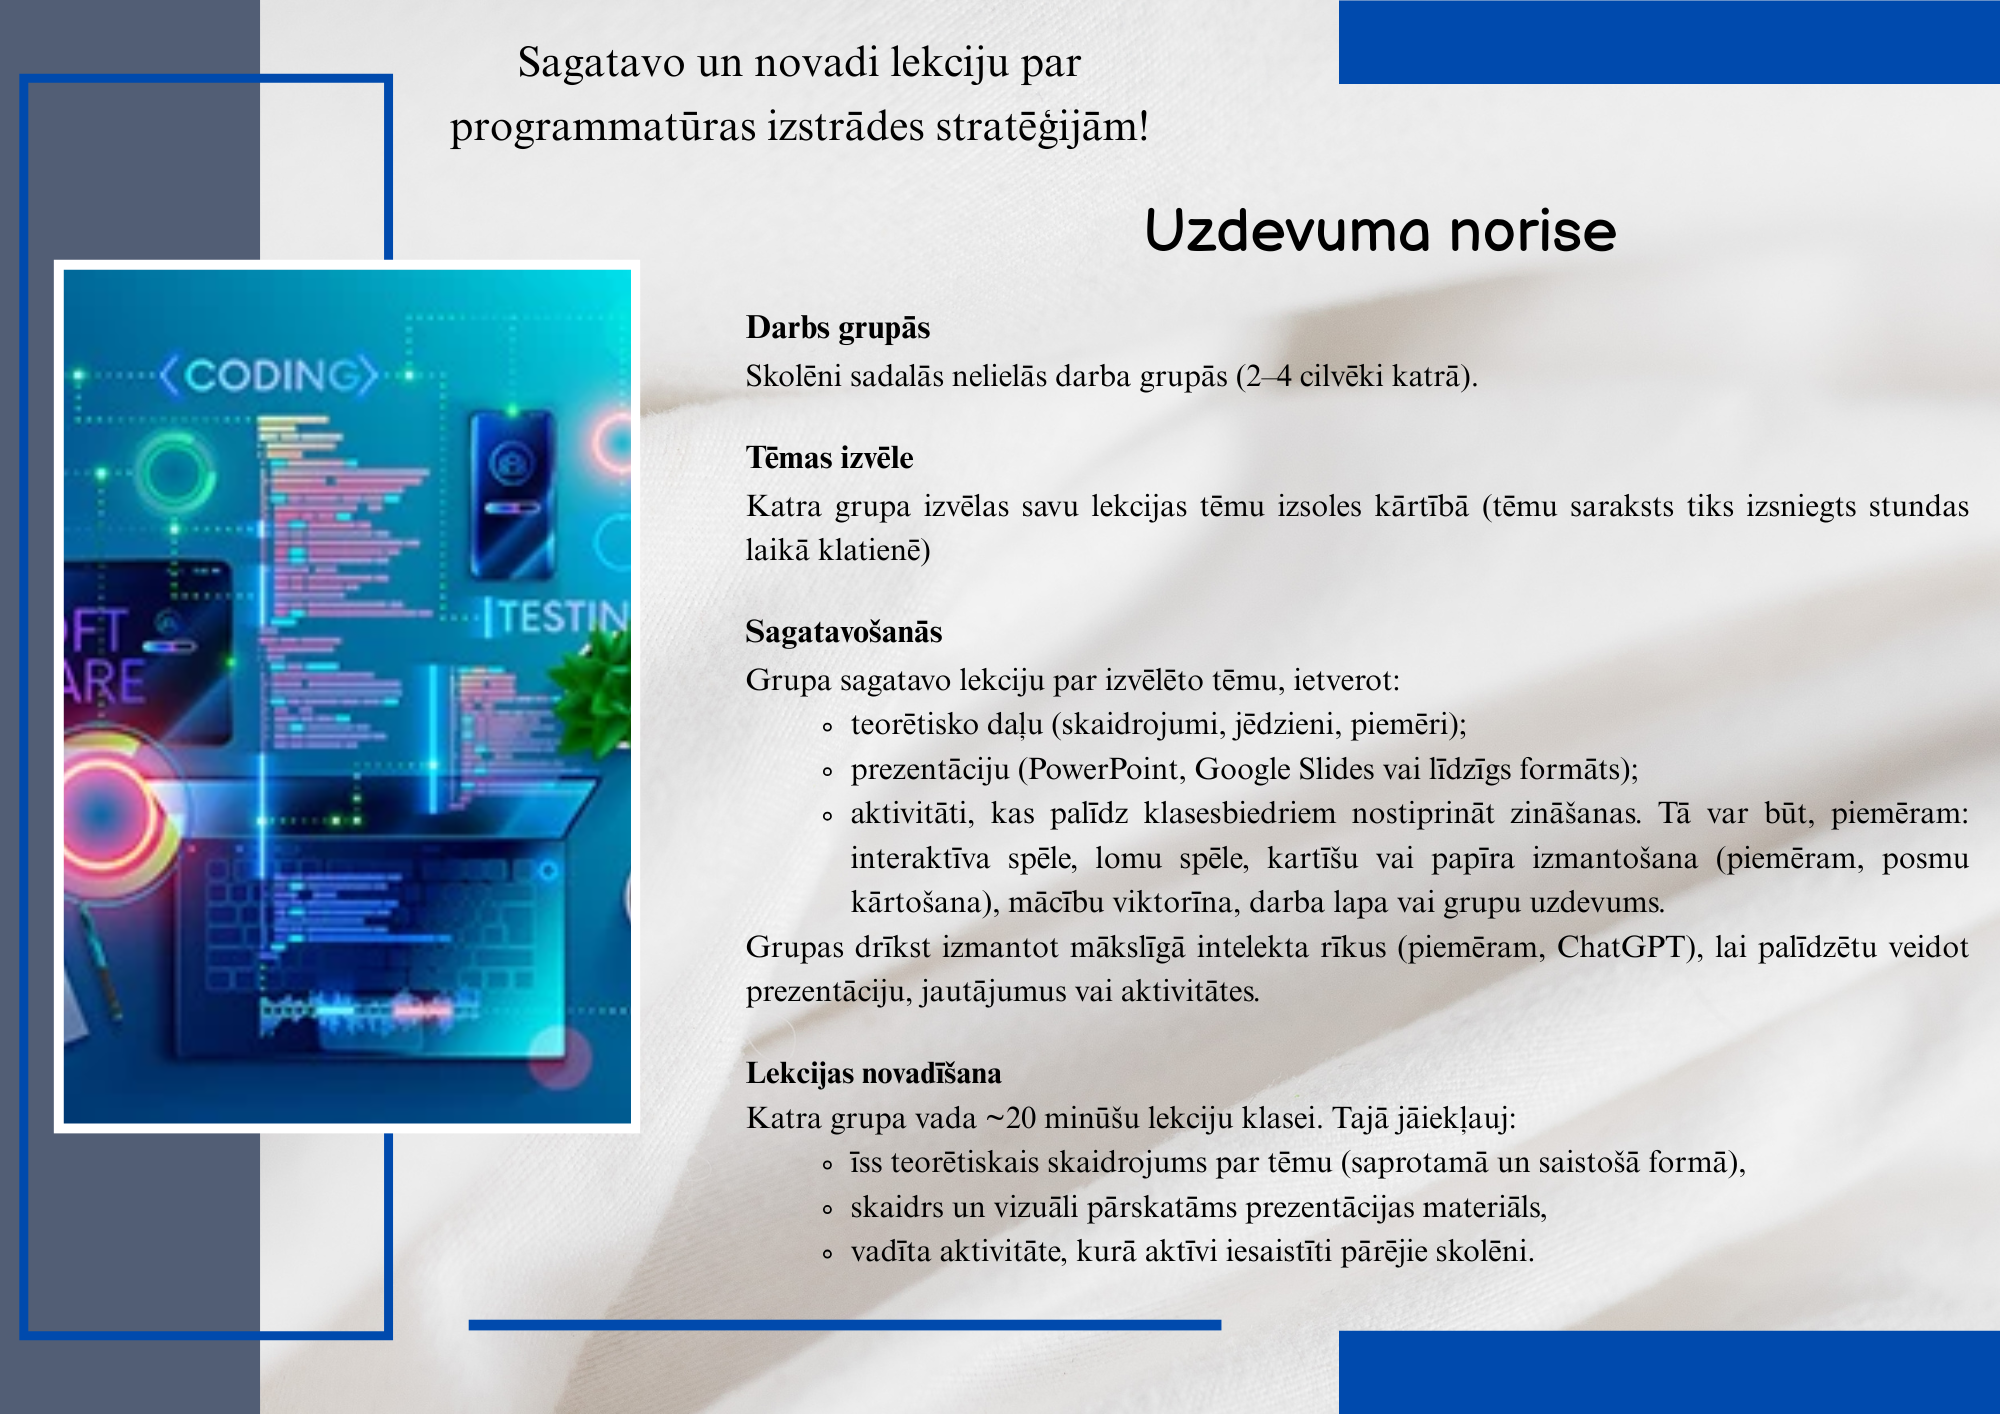 Sagatavo un novadi lekciju par
programmatūras izstrādes stratēģijām!
Uzdevuma norise
Darbs grupās
Skolēni sadalās nelielās darba grupās (2–4 cilvēki katrā).
Tēmas izvēle
Katra grupa izvēlas savu lekcijas tēmu izsoles kārtībā (tēmu saraksts tiks izsniegts stundas
laikā klatienē)
Sagatavošanās
Grupa sagatavo lekciju par izvēlēto tēmu, ietverot:
teorētisko daļu (skaidrojumi, jēdzieni, piemēri);
prezentāciju (PowerPoint, Google Slides vai līdzīgs formāts);
aktivitāti, kas palīdz klasesbiedriem nostiprināt zināšanas. Tā var būt, piemēram:
interaktīva spēle, lomu spēle, kartīšu vai papīra izmantošana (piemēram, posmu
kārtošana), mācību viktorīna, darba lapa vai grupu uzdevums.
Grupas drīkst izmantot mākslīgā intelekta rīkus (piemēram, ChatGPT), lai palīdzētu veidot
prezentāciju, jautājumus vai aktivitātes.
Lekcijas novadīšana
Katra grupa vada ~20 minūšu lekciju klasei. Tajā jāiekļauj:
īss teorētiskais skaidrojums par tēmu (saprotamā un saistošā formā),
skaidrs un vizuāli pārskatāms prezentācijas materiāls,
vadīta aktivitāte, kurā aktīvi iesaistīti pārējie skolēni.
<CODING>
TESTIN
OFT
ARE